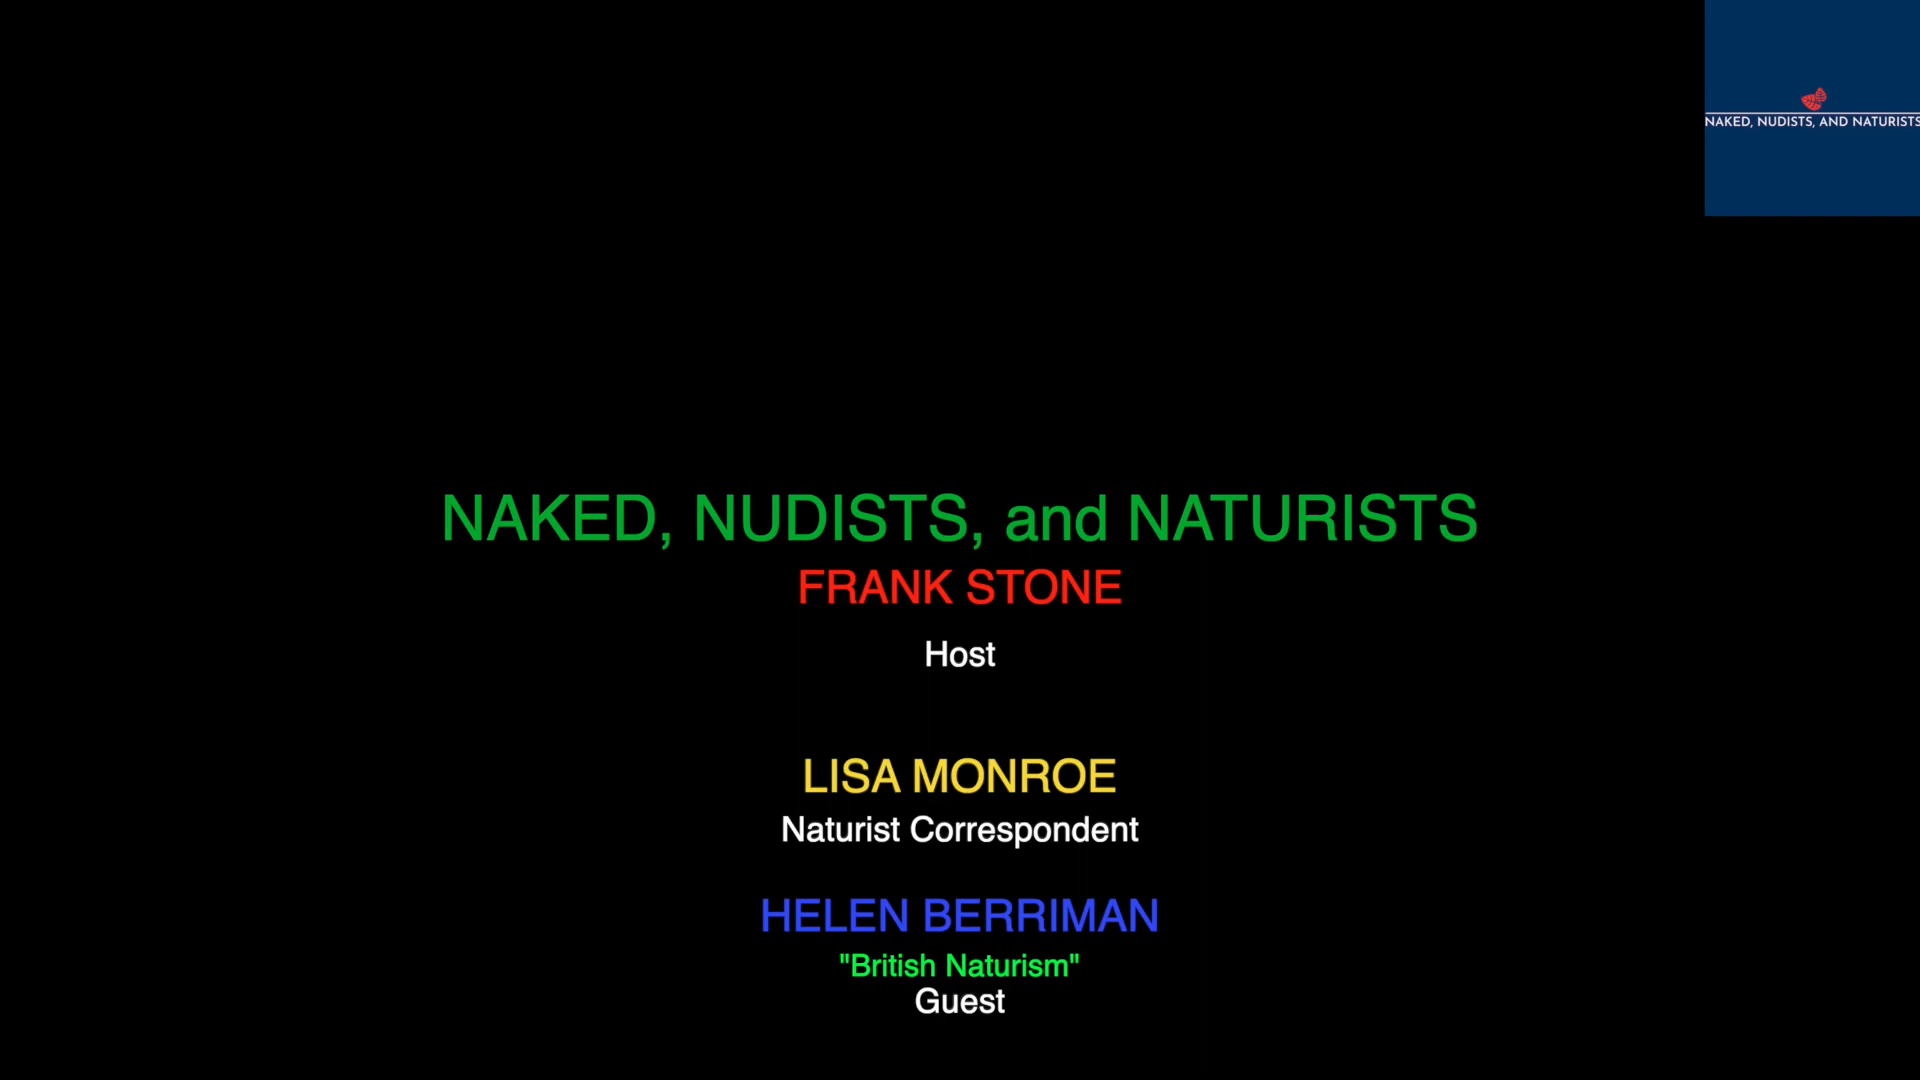 NAKED, NUDISTS, AND NATURISTS
NAKED, NUDISTS, and NATURISTS
FRANK STONE
Host
LISA MONROE
Naturist Correspondent
HELEN BERRIMAN
"British Naturism"
Guest